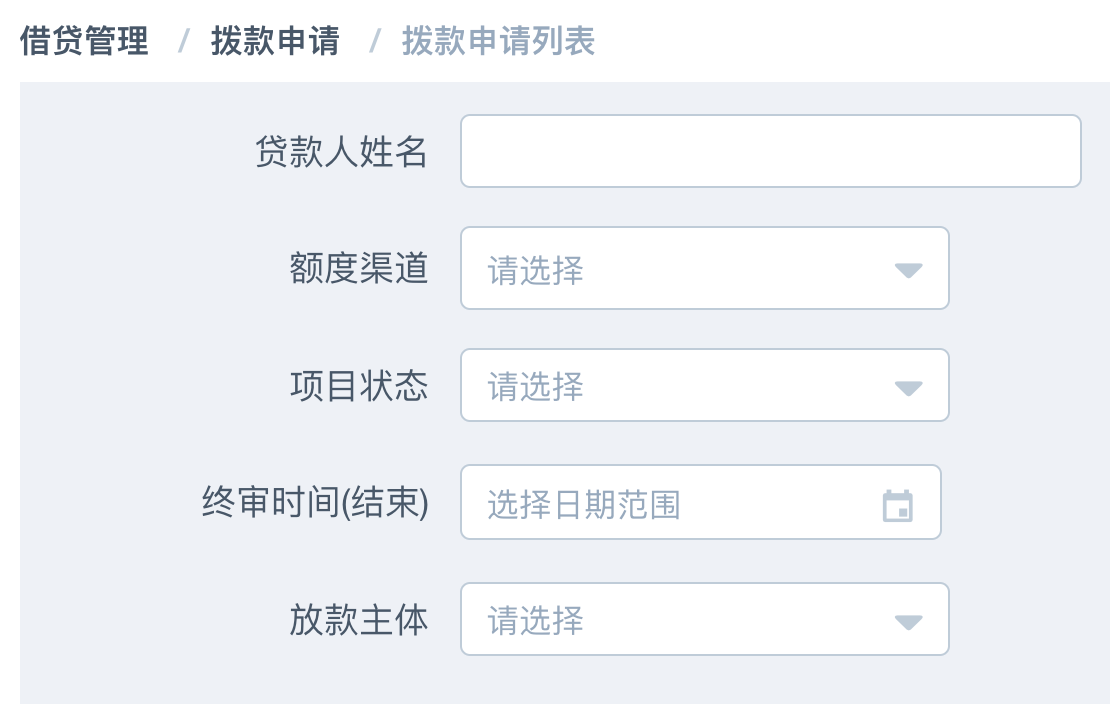 借贷管理 / 拨款申请 / 拨款申请列表
贷款人姓名
额度渠道 请选择
项目状态 请选择
终审时间(结束) 选择日期范围
放款主体 请选择